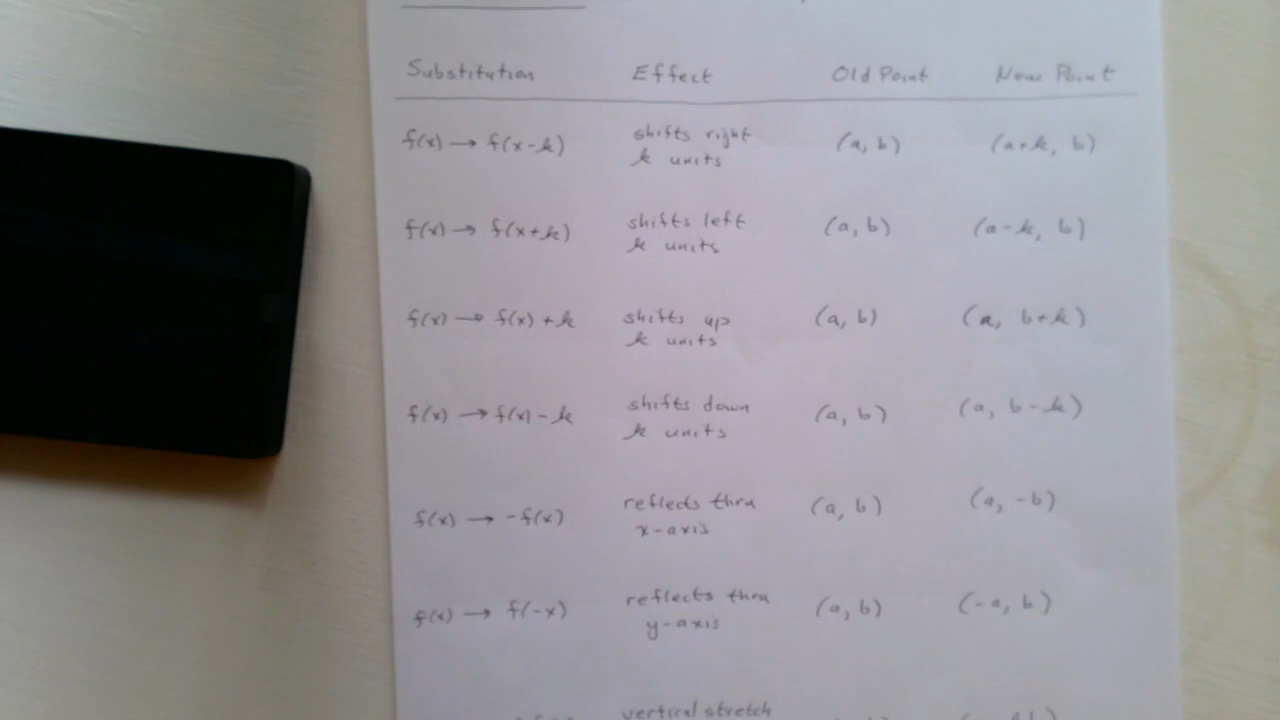 Substitution Effect Old Point New Point
f(x) → f(x-k) shifts right k units (a, b) (a+k, b)
f(x) → f(x+k) shifts left k units (a, b) (a-k, b)
f(x) → f(x) + k shifts up k units (a, b) (a, b+k)
f(x) → f(x) - k shifts down k units (a, b) (a, b-k)
f(x) → -f(x) reflects thru x-axis (a, b) (a, -b)
f(x) → f(-x) reflects thru y-axis (a, b) (-a, b)
vertical stretch